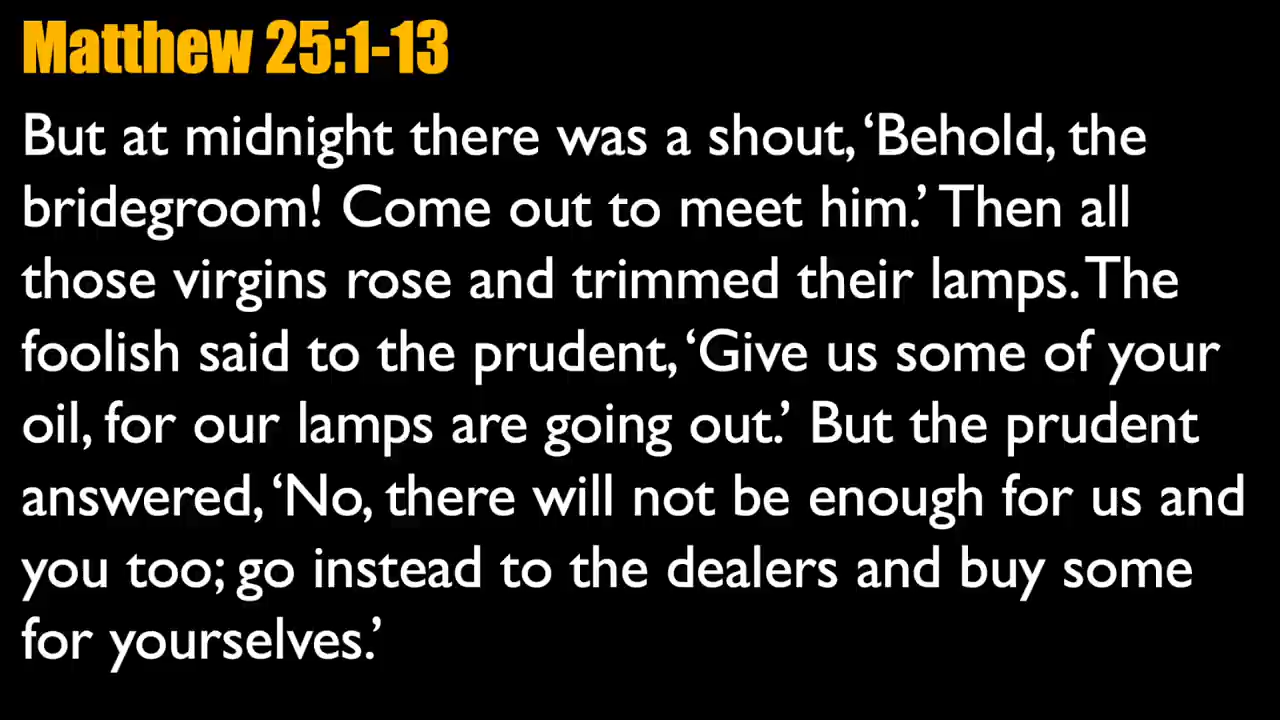 Matthew 25:1-13
But at midnight there was a shout, ‘Behold, the
bridegroom! Come out to meet him.’ Then all
those virgins rose and trimmed their lamps. The
foolish said to the prudent, ‘Give us some of your
oil, for our lamps are going out.’ But the prudent
answered, ‘No, there will not be enough for us and
you too; go instead to the dealers and buy some
for yourselves.’